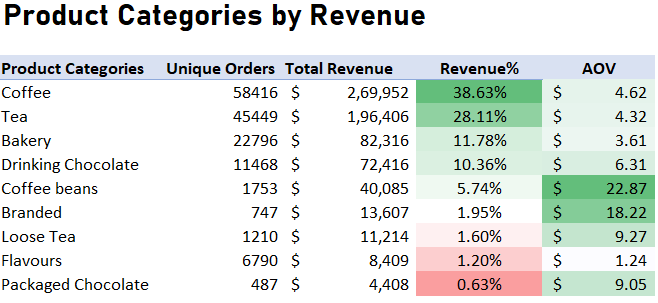 Product Categories by Revenue
Product Categories Unique Orders Total Revenue Revenue% AOV
Coffee 58416 $ 2,69,952 38.63% $ 4.62
Tea 45449 $ 1,96,406 28.11% $ 4.32
Bakery 22796 $ 82,316 11.78% $ 3.61
Drinking Chocolate 11468 $ 72,416 10.36% $ 6.31
Coffee beans 1753 $ 40,085 5.74% $ 22.87
Branded 747 $ 13,607 1.95% $ 18.22
Loose Tea 1210 $ 11,214 1.60% $ 9.27
Flavours 6790 $ 8,409 1.20% $ 1.24
Packaged Chocolate 487 $ 4,408 0.63% $ 9.05